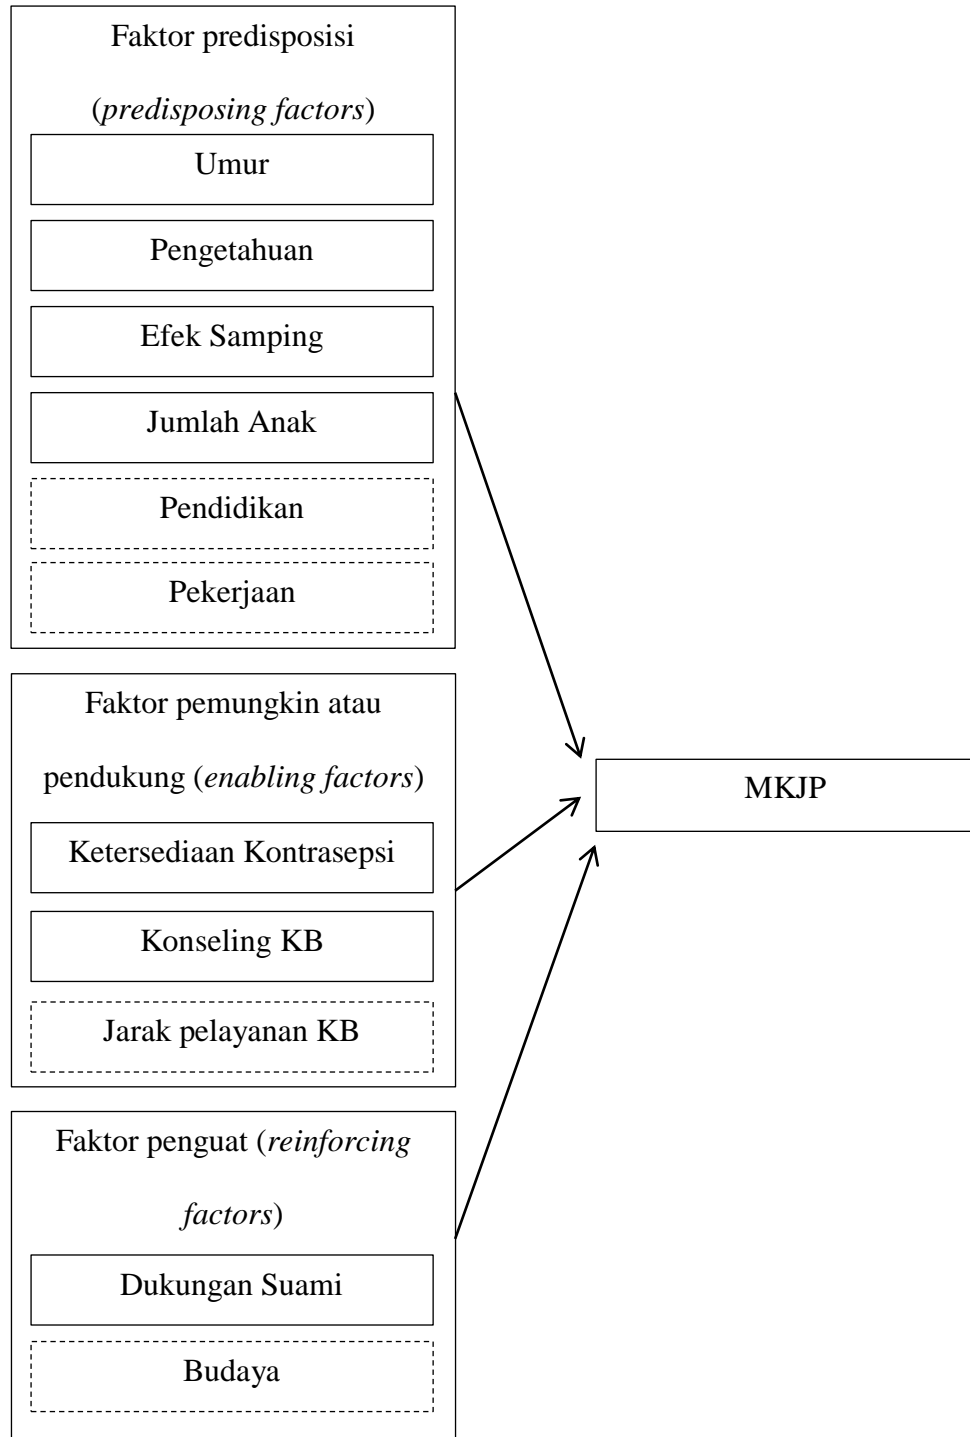 Faktor predisposisi
(predisposing factors)
Umur
Pengetahuan
Efek Samping
Jumlah Anak
Pendidikan
Pekerjaan
Faktor pemungkin atau
pendukung (enabling factors)
Ketersediaan Kontrasepsi
Konseling KB
Jarak pelayanan KB
Faktor penguat (reinforcing
factors)
Dukungan Suami
Budaya
MKJP